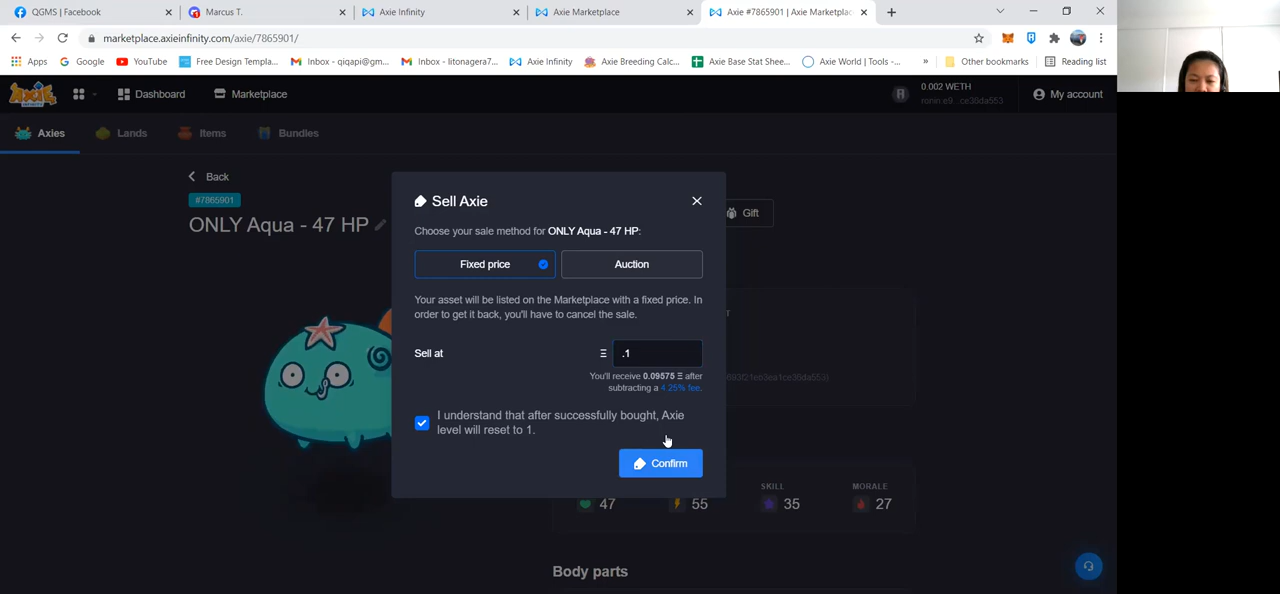 QGMS | Facebook
Marcus T.
Axie Infinity
Axie Marketplace
Axie #7865901 | Axie Marketplac
marketplace.axieinfinity.com/axie/7865901/
Apps
Google
YouTube
Free Design Templa...
Inbox - qiqapi@gm...
Inbox - litonagera7...
Axie Infinity
Axie Breeding Calc...
Axie Base Stat Shee...
Axie World | Tools -...
»
Other bookmarks
Reading list
AXIE
Dashboard
Marketplace
0.002 WETH
ronin:e9 ..ce36da553
My account
Axies
Lands
Items
Bundles
Back
#7865901
ONLY Aqua - 47 HP
Gift
Sell Axie
Choose your sale method for ONLY Aqua - 47 HP:
Fixed price
Auction
Your asset will be listed on the Marketplace with a fixed price. In
order to get it back, you'll have to cancel the sale.
Sell at
Ξ .1
You'll receive 0.09575 Ξ after
subtracting a 4.25% fee.
I understand that after successfully bought, Axie
level will reset to 1.
Confirm
SKILL
MORALE
47
55
35
27
Body parts